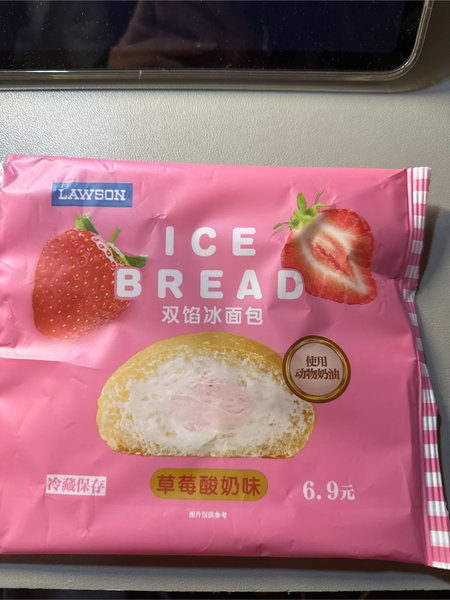 LAWSON
ICE
BREAD
双馅冰面包
使用
动物奶油
冷藏保存
草莓酸奶味
6.9元
图片仅供参考